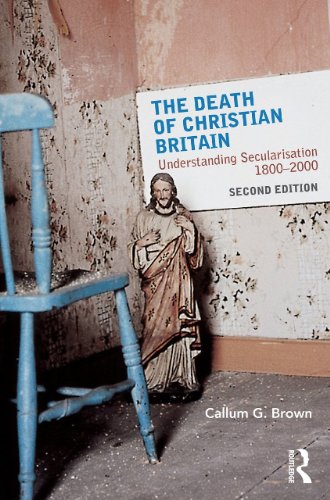 THE DEATH
OF CHRISTIAN
BRITAIN
Understanding Secularisation
1800–2000
SECOND EDITION
Callum G. Brown
ROUTLEDGE